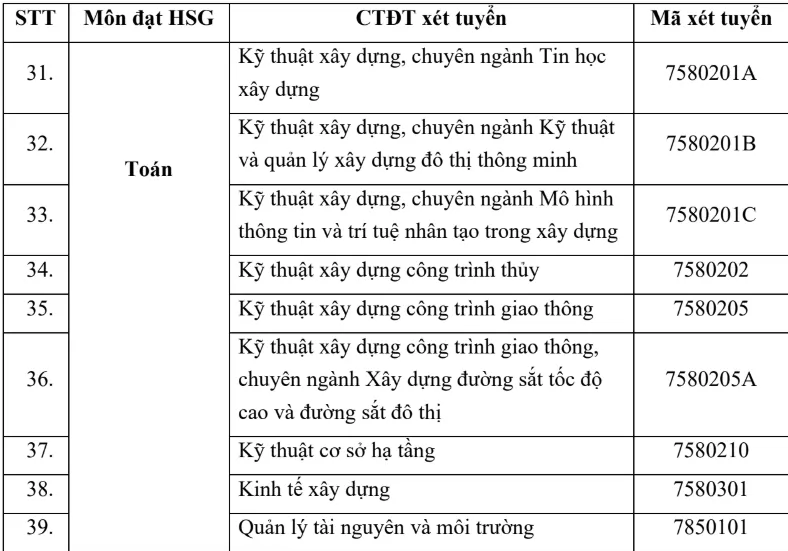 STT Môn đạt HSG CTĐT xét tuyển Mã xét tuyển
31. Kỹ thuật xây dựng, chuyên ngành Tin học
xây dựng 7580201A
32. Kỹ thuật xây dựng, chuyên ngành Kỹ thuật
và quản lý xây dựng đô thị thông minh 7580201B
Toán
33. Kỹ thuật xây dựng, chuyên ngành Mô hình
thông tin và trí tuệ nhân tạo trong xây dựng 7580201C
34. Kỹ thuật xây dựng công trình thủy 7580202
35. Kỹ thuật xây dựng công trình giao thông 7580205
36. Kỹ thuật xây dựng công trình giao thông,
chuyên ngành Xây dựng đường sắt tốc độ
cao và đường sắt đô thị 7580205A
37. Kỹ thuật cơ sở hạ tầng 7580210
38. Kinh tế xây dựng 7580301
39. Quản lý tài nguyên và môi trường 7850101